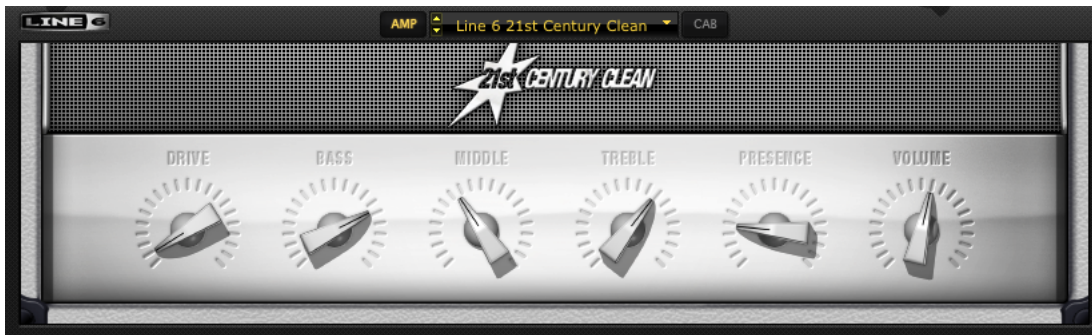 LINE 6
AMP Line 6 21st Century Clean CAB
21st CENTURY CLEAN
DRIVE BASS MIDDLE TREBLE PRESENCE VOLUME